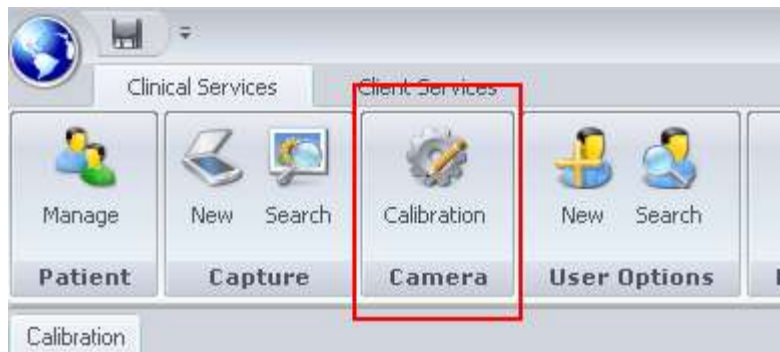 Clinical Services Client Services
Manage New Search Calibration New Search
Patient Capture Camera User Options
Calibration